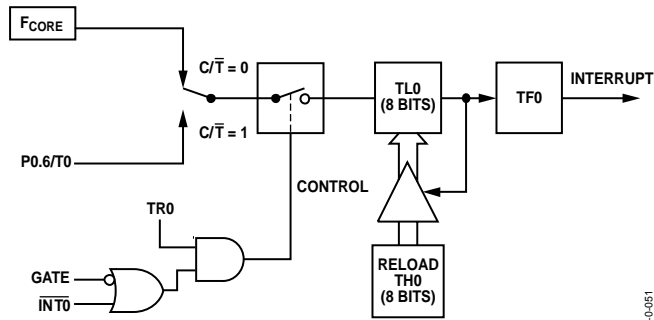 FCORE
C/T̅ = 0
TL0
(8 BITS)
TF0
INTERRUPT
C/T̅ = 1
P0.6/T0
CONTROL
TR0
RELOAD
TH0
(8 BITS)
GATE
I̅N̅T̅0̅
-0-051